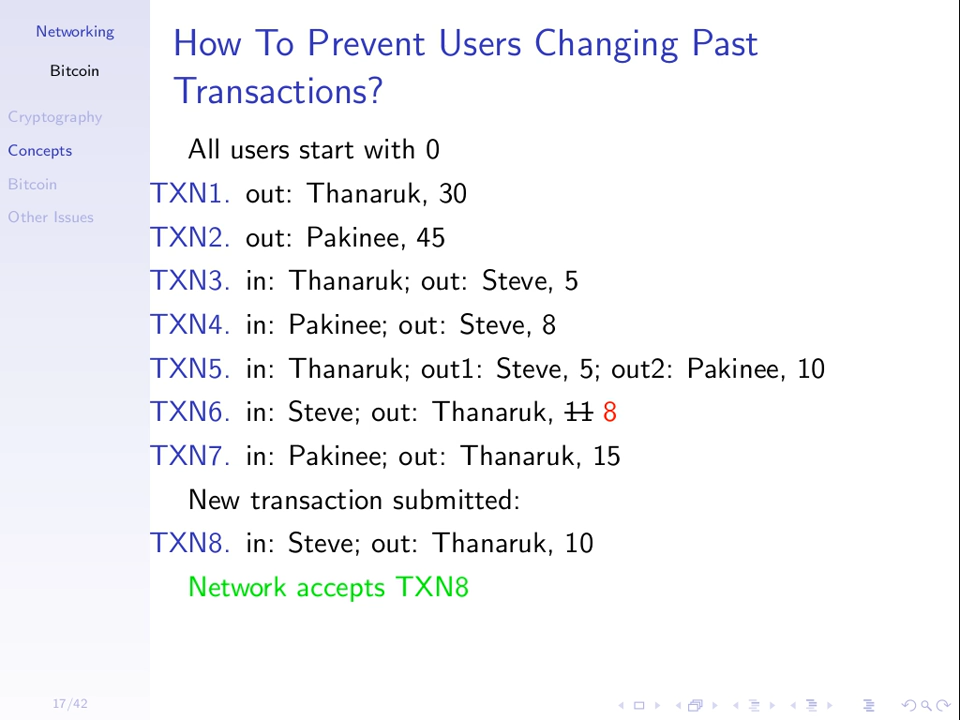 Networking
Bitcoin
Cryptography
Concepts
Bitcoin
Other Issues
How To Prevent Users Changing Past
Transactions?
All users start with 0
TXN1. out: Thanaruk, 30
TXN2. out: Pakinee, 45
TXN3. in: Thanaruk; out: Steve, 5
TXN4. in: Pakinee; out: Steve, 8
TXN5. in: Thanaruk; out1: Steve, 5; out2: Pakinee, 10
TXN6. in: Steve; out: Thanaruk, 11 8
TXN7. in: Pakinee; out: Thanaruk, 15
New transaction submitted:
TXN8. in: Steve; out: Thanaruk, 10
Network accepts TXN8
17/42